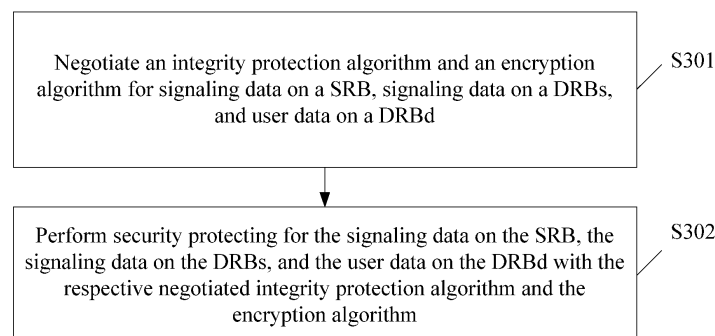 Negotiate an integrity protection algorithm and an encryption
algorithm for signaling data on a SRB, signaling data on a DRBs,
and user data on a DRBd
S301
Perform security protecting for the signaling data on the SRB, the
signaling data on the DRBs, and the user data on the DRBd with the
respective negotiated integrity protection algorithm and the
encryption algorithm
S302